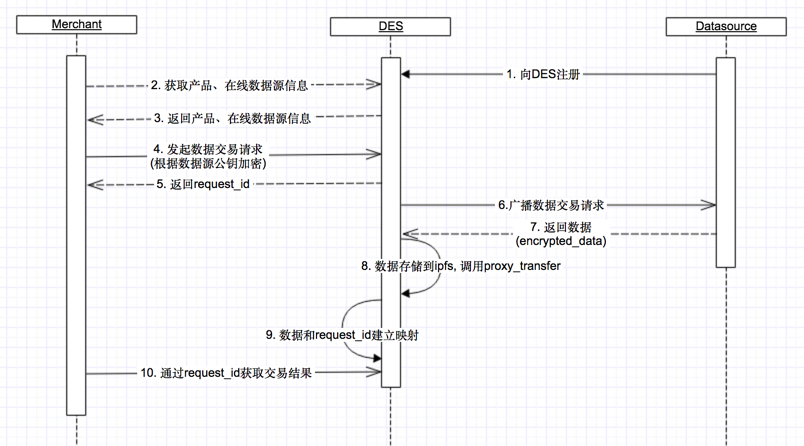 Merchant
DES
Datasource
1. 向DES注册
2. 获取产品、在线数据源信息
3. 返回产品、在线数据源信息
4. 发起数据交易请求
(根据数据源公钥加密)
5. 返回request_id
6.广播数据交易请求
7. 返回数据
(encrypted_data)
8. 数据存储到ipfs, 调用proxy_transfer
9. 数据和request_id建立映射
10. 通过request_id获取交易结果